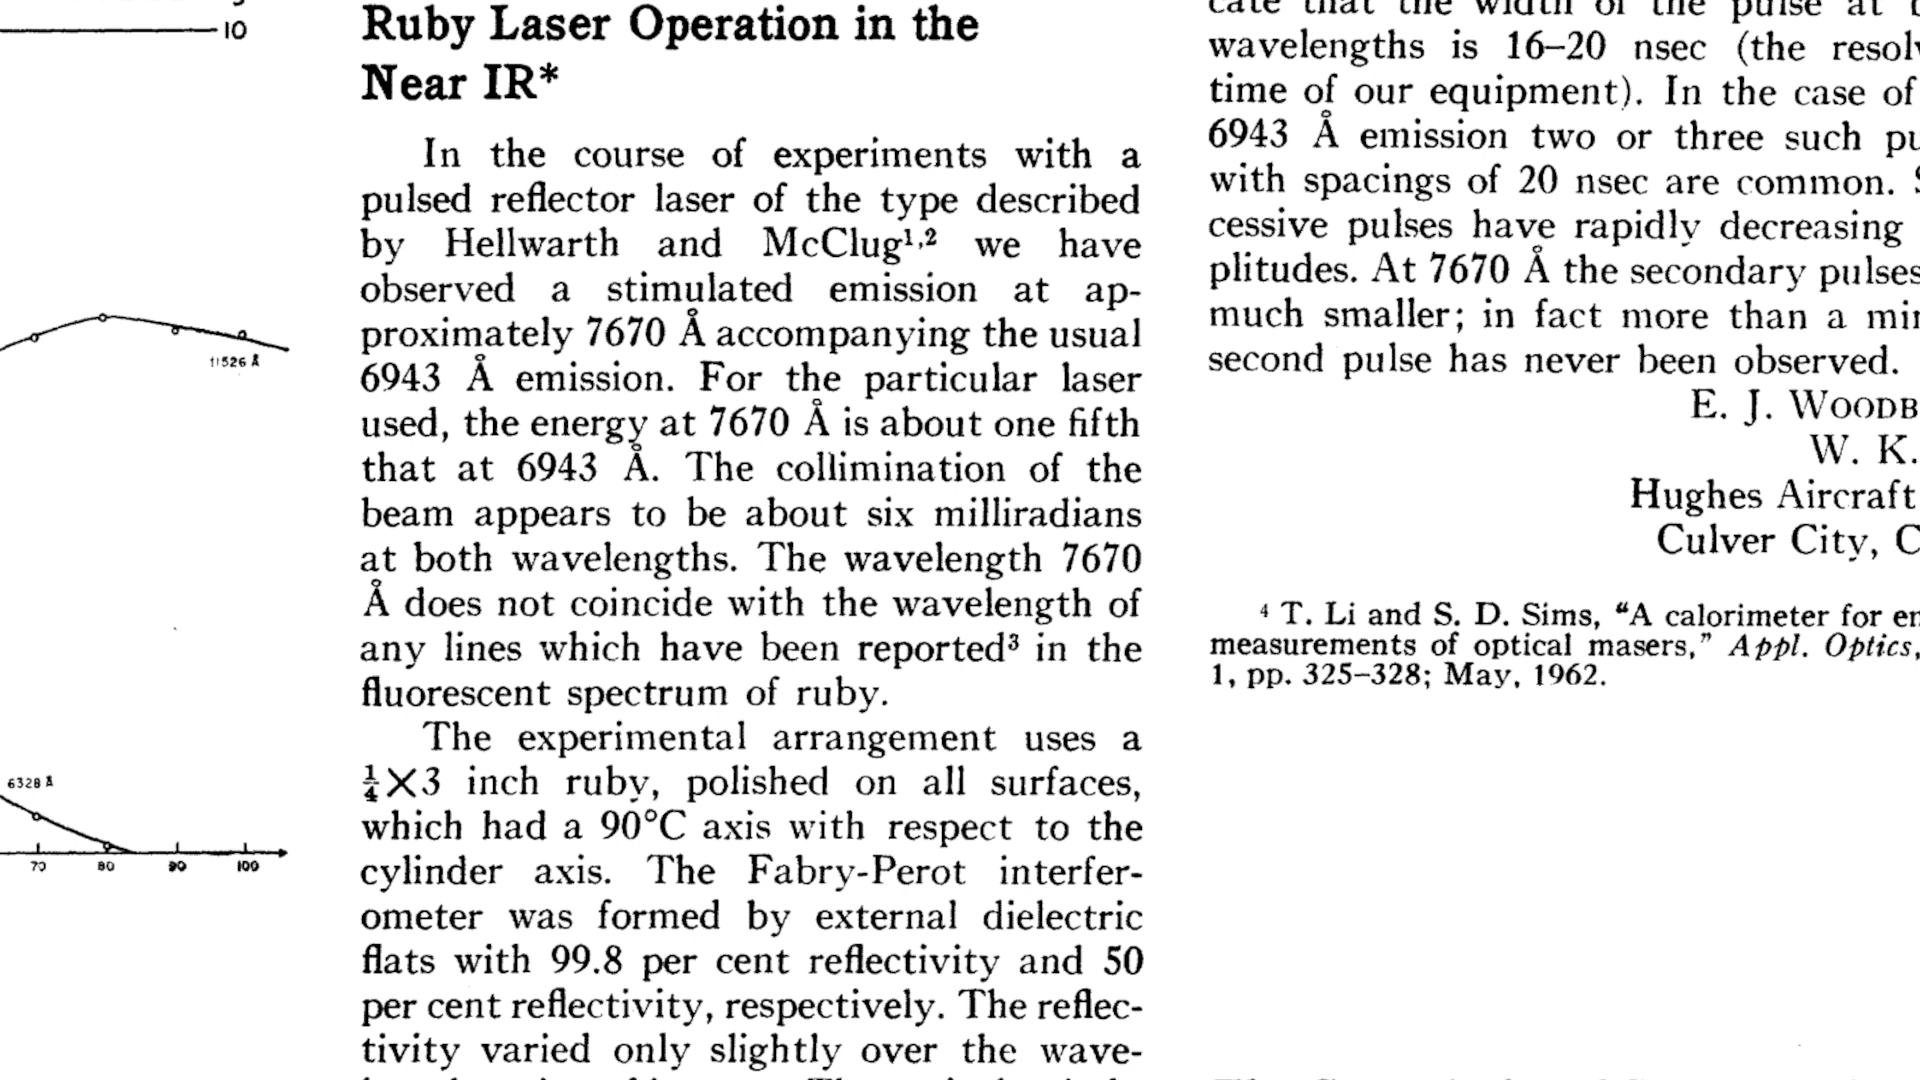 10
11526 Å
6328 Å
70 80 90 100
Ruby Laser Operation in the
Near IR*
In the course of experiments with a
pulsed reflector laser of the type described
by Hellwarth and McClug¹,² we have
observed a stimulated emission at ap-
proximately 7670 Å accompanying the usual
6943 Å emission. For the particular laser
used, the energy at 7670 Å is about one fifth
that at 6943 Å. The collimination of the
beam appears to be about six milliradians
at both wavelengths. The wavelength 7670
Å does not coincide with the wavelength of
any lines which have been reported³ in the
fluorescent spectrum of ruby.
The experimental arrangement uses a
¼×3 inch ruby, polished on all surfaces,
which had a 90°C axis with respect to the
cylinder axis. The Fabry-Perot interfer-
ometer was formed by external dielectric
flats with 99.8 per cent reflectivity and 50
per cent reflectivity, respectively. The reflec-
tivity varied only slightly over the wave-
cate that the width of the pulse at
wavelengths is 16–20 nsec (the
time of our equipment). In the case of
6943 Å emission two or three such
with spacings of 20 nsec are common.
cessive pulses have rapidly decreasing
plitudes. At 7670 Å the secondary pulses
much smaller; in fact more than a
second pulse has never been observed.
E. J.
W. K.
Hughes Aircraft
Culver City,
⁴ T. Li and S. D. Sims, “A calorimeter for
measurements of optical masers,” Appl. Optics,
1, pp. 325–328; May, 1962.